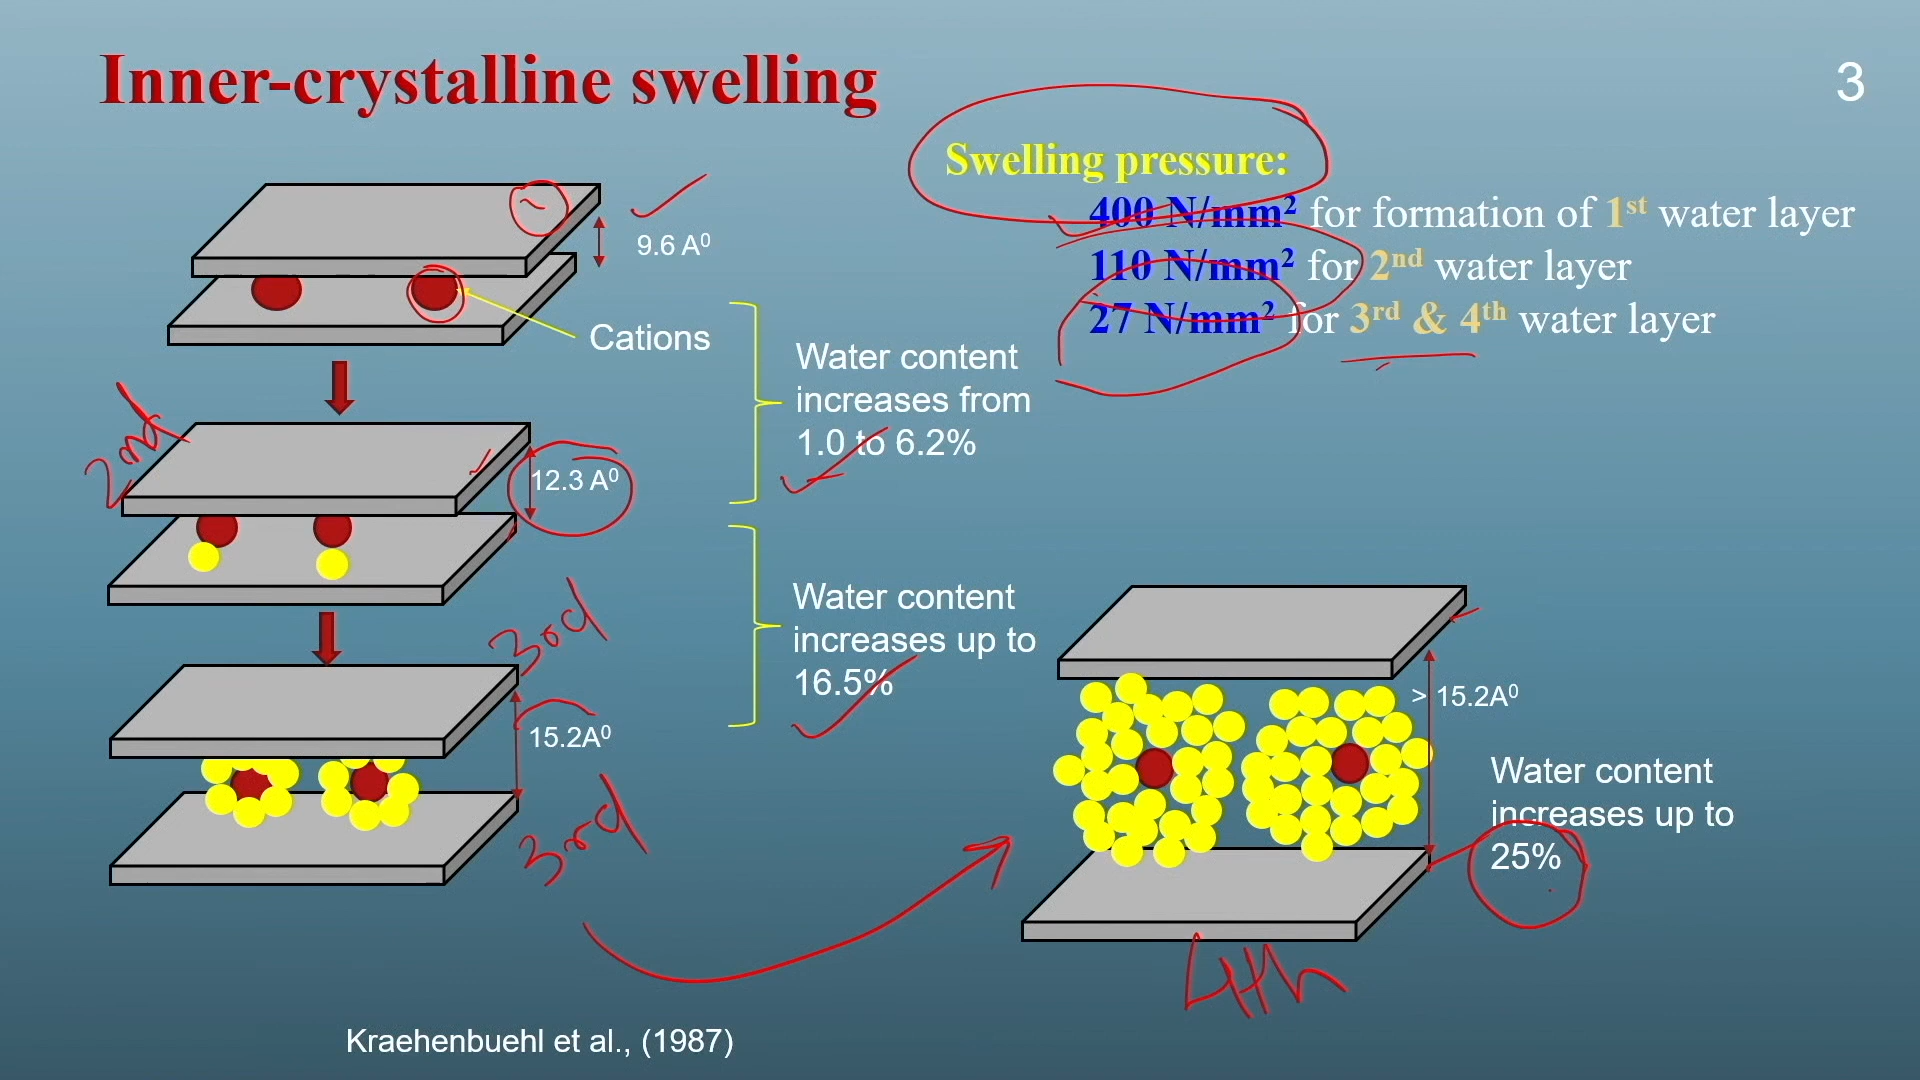 Inner-crystalline swelling
3
Swelling pressure:
400 N/mm² for formation of 1st water layer
110 N/mm² for 2nd water layer
27 N/mm² for 3rd & 4th water layer
9.6 A⁰
Cations
Water content
increases from
1.0 to 6.2%
2nd
12.3 A⁰
Water content
increases up to
16.5%
3rd
15.2A⁰
3rd
> 15.2A⁰
Water content
increases up to
25%
4th
Kraehenbuehl et al., (1987)